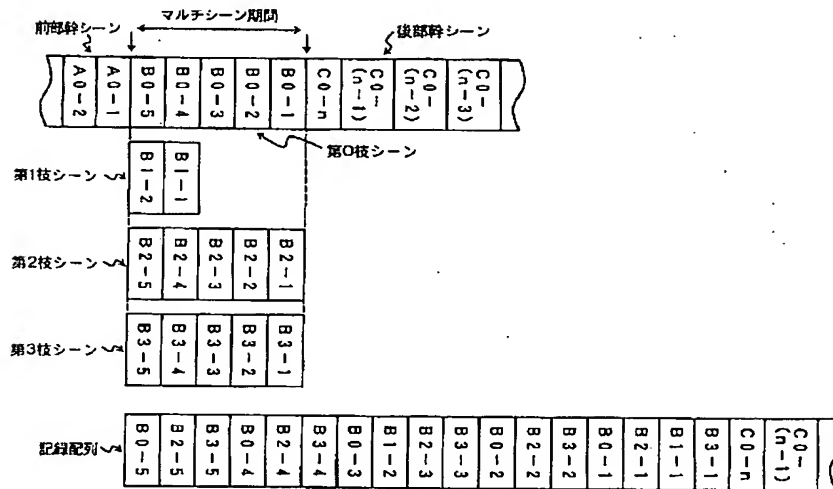 マルチシーン期間
前部幹シーン
後部幹シーン
A0-2
A0-1
B0-5
B0-4
B0-3
B0-2
B0-1
C0-n
C0-(n-1)
C0-(n-2)
C0-(n-3)
第0枝シーン
第1枝シーン
B1-2
B1-1
第2枝シーン
B2-5
B2-4
B2-3
B2-2
B2-1
第3枝シーン
B3-5
B3-4
B3-3
B3-2
B3-1
記録配列
B0-5
B2-5
B3-5
B0-4
B2-4
B3-4
B0-3
B1-2
B2-3
B3-3
B0-2
B2-2
B3-2
B0-1
B2-1
B1-1
B3-1
C0-n
C0-(n-1)